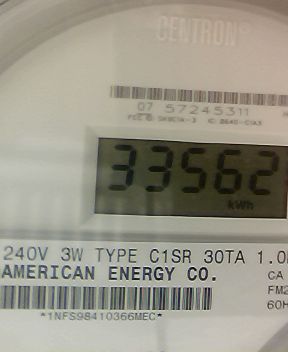 CENTRON®
07 57245311
33562
kWh
240V 3W TYPE C1SR 30TA 1.0
AMERICAN ENERGY CO.
CA
FM2
60H
*1NFS98410366MEC*